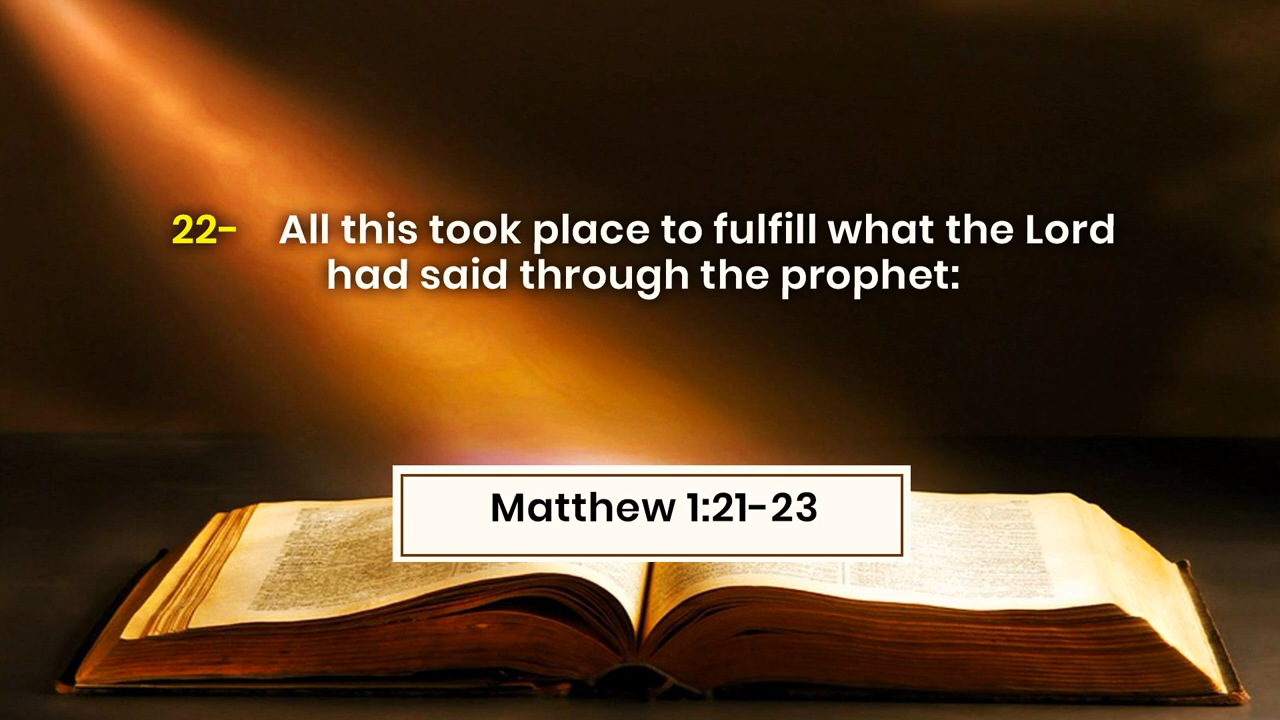 22- All this took place to fulfill what the Lord
had said through the prophet:
Matthew 1:21-23